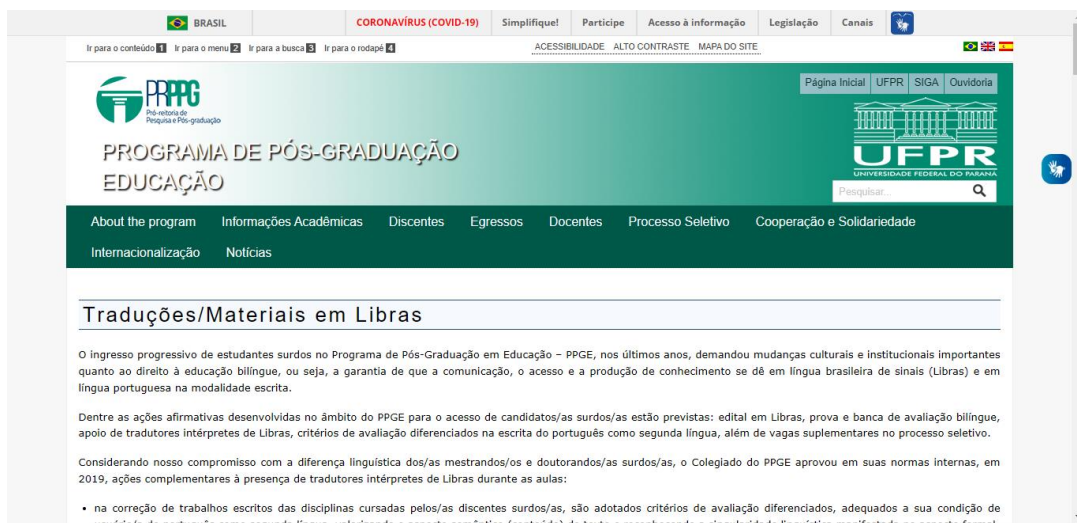 BRASIL CORONAVÍRUS (COVID-19) Simplifique! Participe Acesso à informação Legislação Canais
Ir para o conteúdo 1 Ir para o menu 2 Ir para a busca 3 Ir para o rodapé 4 ACESSIBILIDADE ALTO CONTRASTE MAPA DO SITE
Página Inicial UFPR SIGA Ouvidoria
PRPPG
Pró-reitoria de
Pesquisa e Pós-graduação
PROGRAMA DE PÓS-GRADUAÇÃO
EDUCAÇÃO
UFPR
UNIVERSIDADE FEDERAL DO PARANÁ
Pesquisar...
About the program Informações Acadêmicas Discentes Egressos Docentes Processo Seletivo Cooperação e Solidariedade
Internacionalização Notícias
Traduções/Materiais em Libras
O ingresso progressivo de estudantes surdos no Programa de Pós-Graduação em Educação – PPGE, nos últimos anos, demandou mudanças culturais e institucionais importantes
quanto ao direito à educação bilíngue, ou seja, a garantia de que a comunicação, o acesso e a produção de conhecimento se dê em língua brasileira de sinais (Libras) e em
língua portuguesa na modalidade escrita.
Dentre as ações afirmativas desenvolvidas no âmbito do PPGE para o acesso de candidatos/as surdos/as estão previstas: edital em Libras, prova e banca de avaliação bilíngue,
apoio de tradutores intérpretes de Libras, critérios de avaliação diferenciados na escrita do português como segunda língua, além de vagas suplementares no processo seletivo.
Considerando nosso compromisso com a diferença linguística dos/as mestrandos/os e doutorandos/as surdos/as, o Colegiado do PPGE aprovou em suas normas internas, em
2019, ações complementares à presença de tradutores intérpretes de Libras durante as aulas:
• na correção de trabalhos escritos das disciplinas cursadas pelos/as discentes surdos/as, são adotados critérios de avaliação diferenciados, adequados a sua condição de